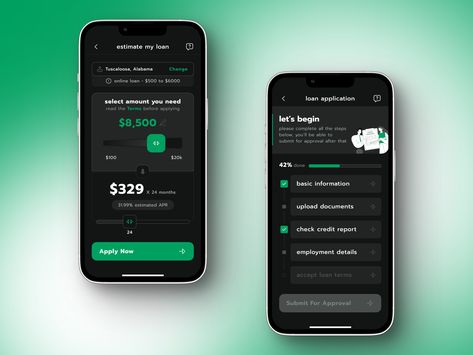 estimate my loan
Tuscaloosa, Alabama Change
online loan - $500 to $6000
select amount you need
read the Terms before applying
$8,500
$100 $20k
$329 X 24 months
31.99% estimated APR
24
Apply Now
loan application
let's begin
please complete all the steps
below, you'll be able to
submit for approval after that
42% done
basic information
upload documents
check credit report
employment details
accept loan terms
Submit For Approval